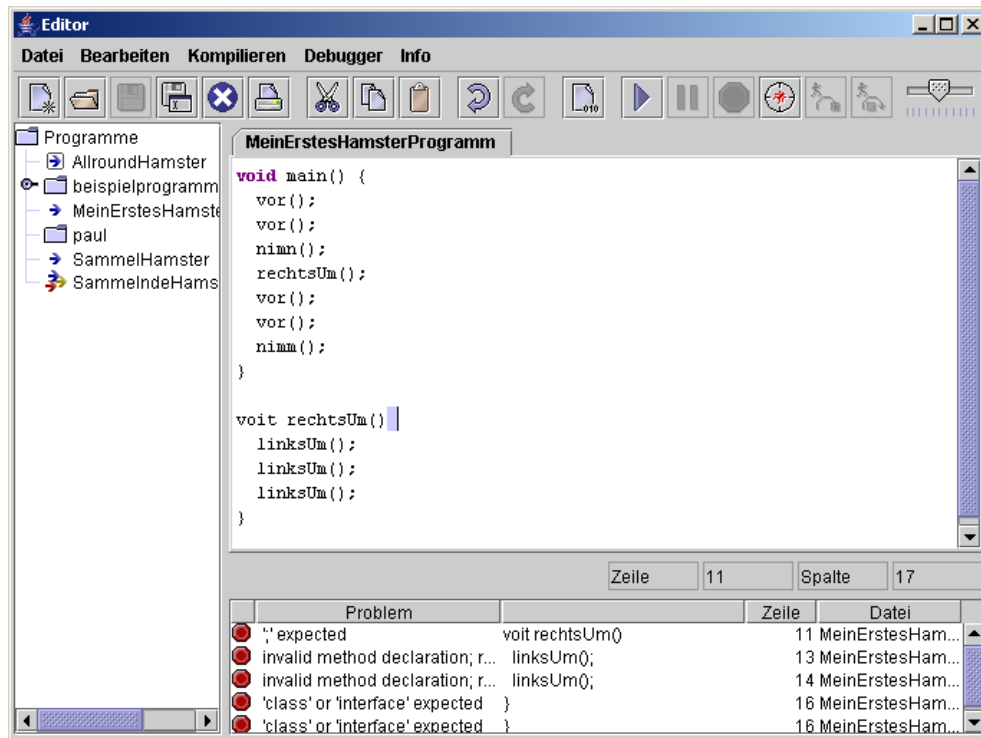 Editor
Datei Bearbeiten Kompilieren Debugger Info
Programme
AllroundHamster
beispielprogramm
MeinErstesHamste
paul
SammelHamster
SammelndeHams
MeinErstesHamsterProgramm
void main() {
vor();
vor();
nimn();
rechtsUm();
vor();
vor();
nimm();
}
voit rechtsUm()
linksUm();
linksUm();
linksUm();
}
Zeile 11 Spalte 17
Problem Zeile Datei
';' expected voit rechtsUm() 11 MeinErstesHam...
invalid method declaration; r... linksUm(); 13 MeinErstesHam...
invalid method declaration; r... linksUm(); 14 MeinErstesHam...
'class' or 'interface' expected } 16 MeinErstesHam...
'class' or 'interface' expected } 16 MeinErstesHam...